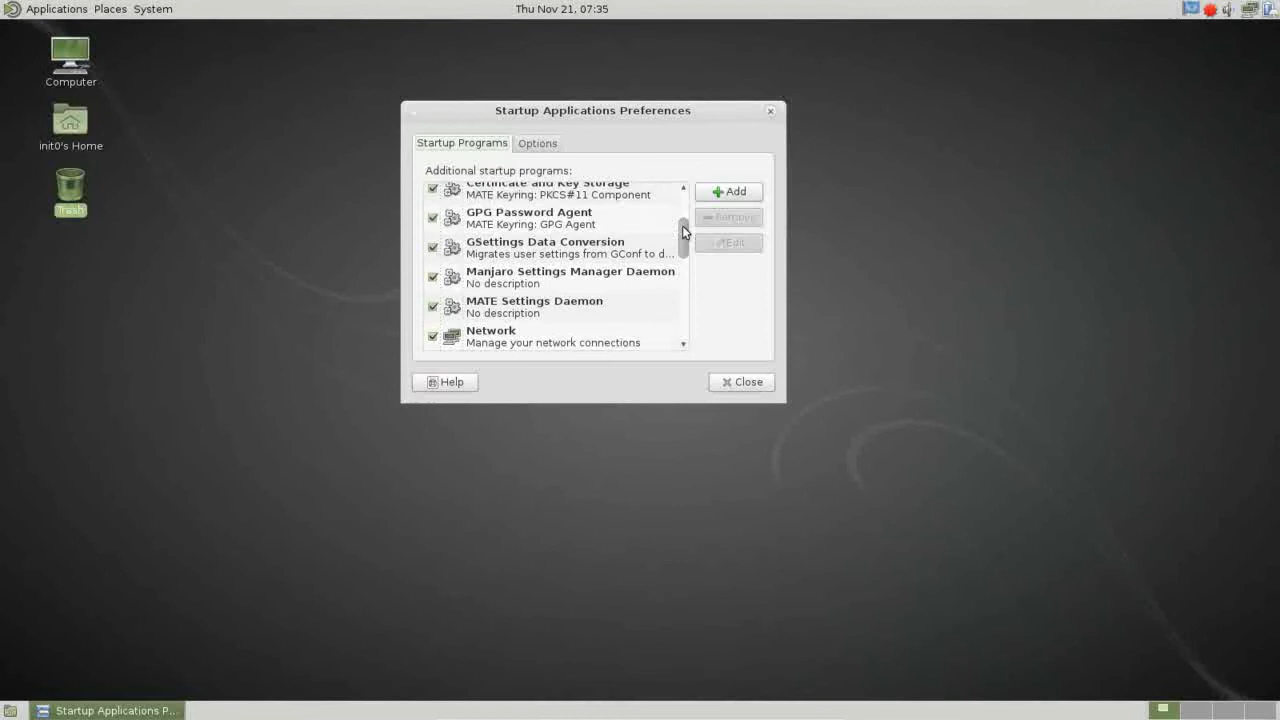 Applications Places System
Thu Nov 21, 07:35
Computer
init0's Home
Trash
Startup Applications Preferences
Startup Programs
Options
Additional startup programs:
Certificate and Key Storage
MATE Keyring: PKCS#11 Component
GPG Password Agent
MATE Keyring: GPG Agent
GSettings Data Conversion
Migrates user settings from GConf to d...
Manjaro Settings Manager Daemon
No description
MATE Settings Daemon
No description
Network
Manage your network connections
Add
Remove
Edit
Help
Close
Startup Applications P...